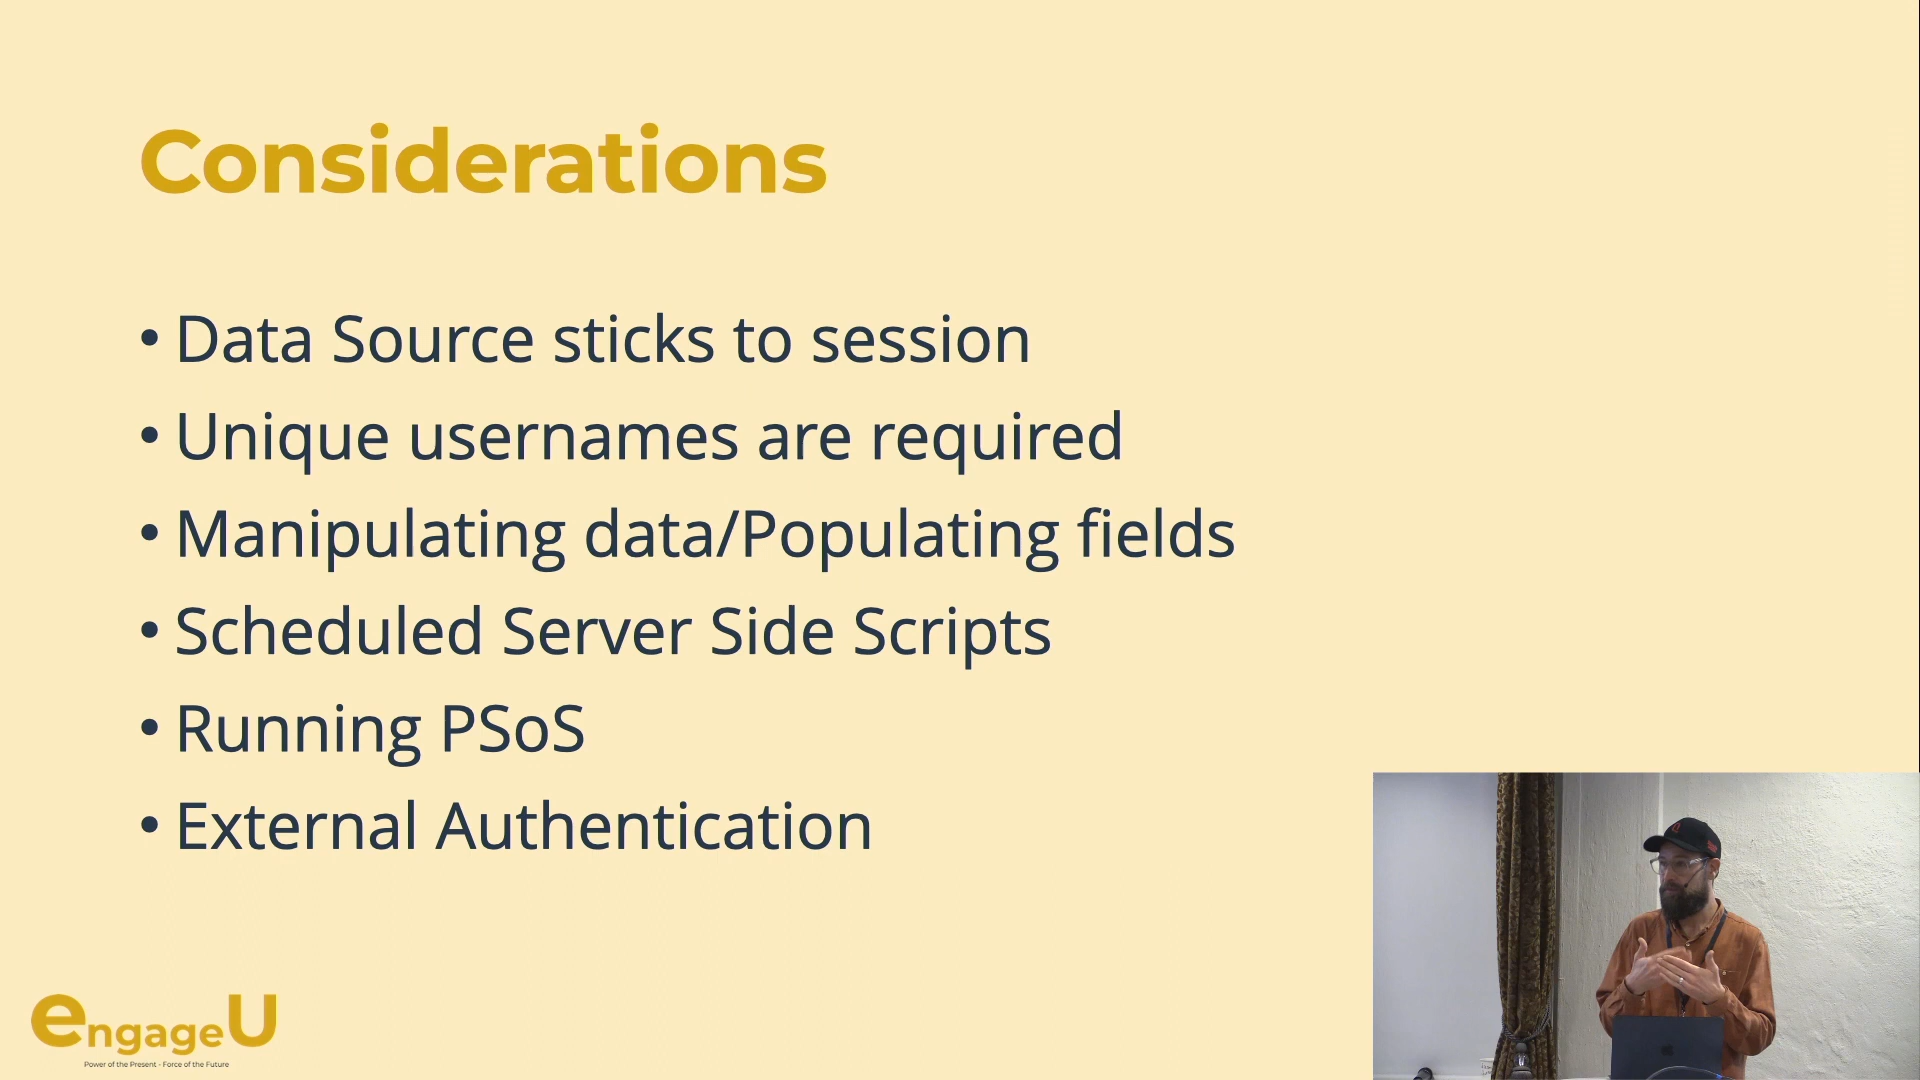 Considerations
• Data Source sticks to session
• Unique usernames are required
• Manipulating data/Populating fields
• Scheduled Server Side Scripts
• Running PSoS
• External Authentication
engageU
Power of the Present - Force of the Future